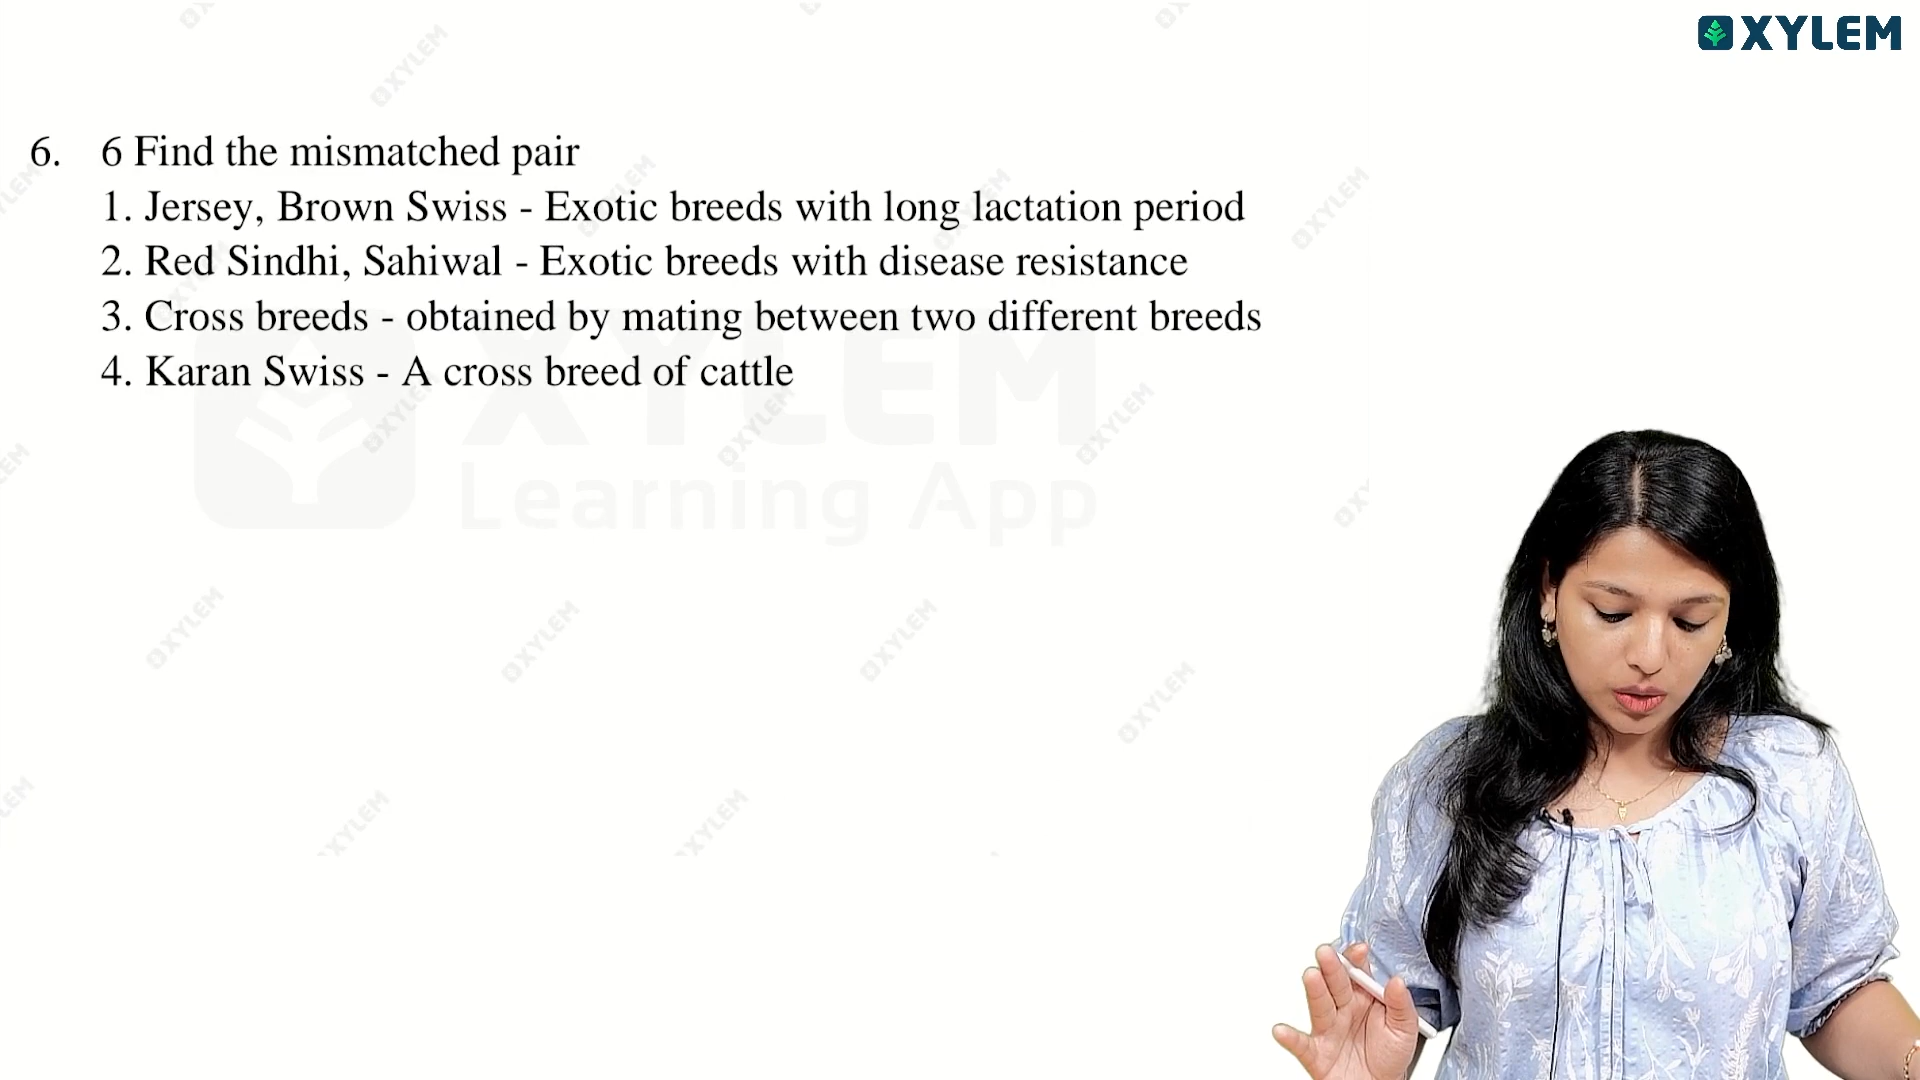 XYLEM
6. 6 Find the mismatched pair
1. Jersey, Brown Swiss - Exotic breeds with long lactation period
2. Red Sindhi, Sahiwal - Exotic breeds with disease resistance
3. Cross breeds - obtained by mating between two different breeds
4. Karan Swiss - A cross breed of cattle
XYLEM
Learning App